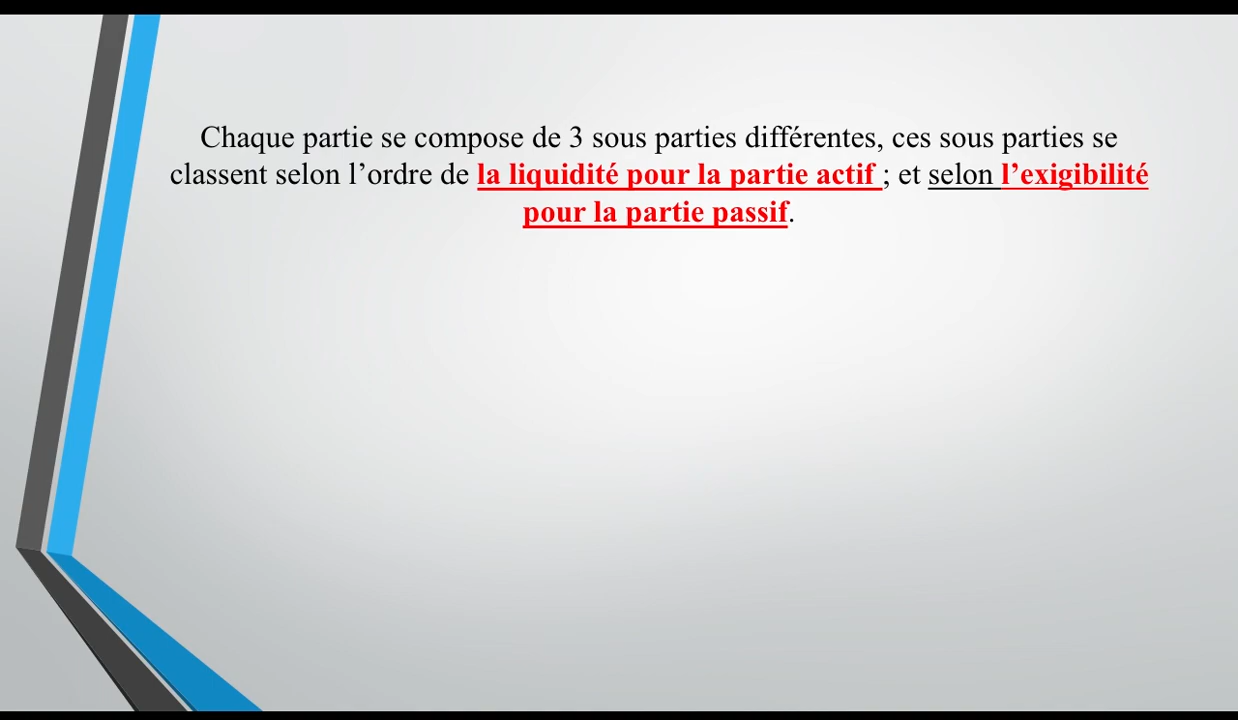 Chaque partie se compose de 3 sous parties différentes, ces sous parties se
classent selon l’ordre de la liquidité pour la partie actif ; et selon l’exigibilité
pour la partie passif.